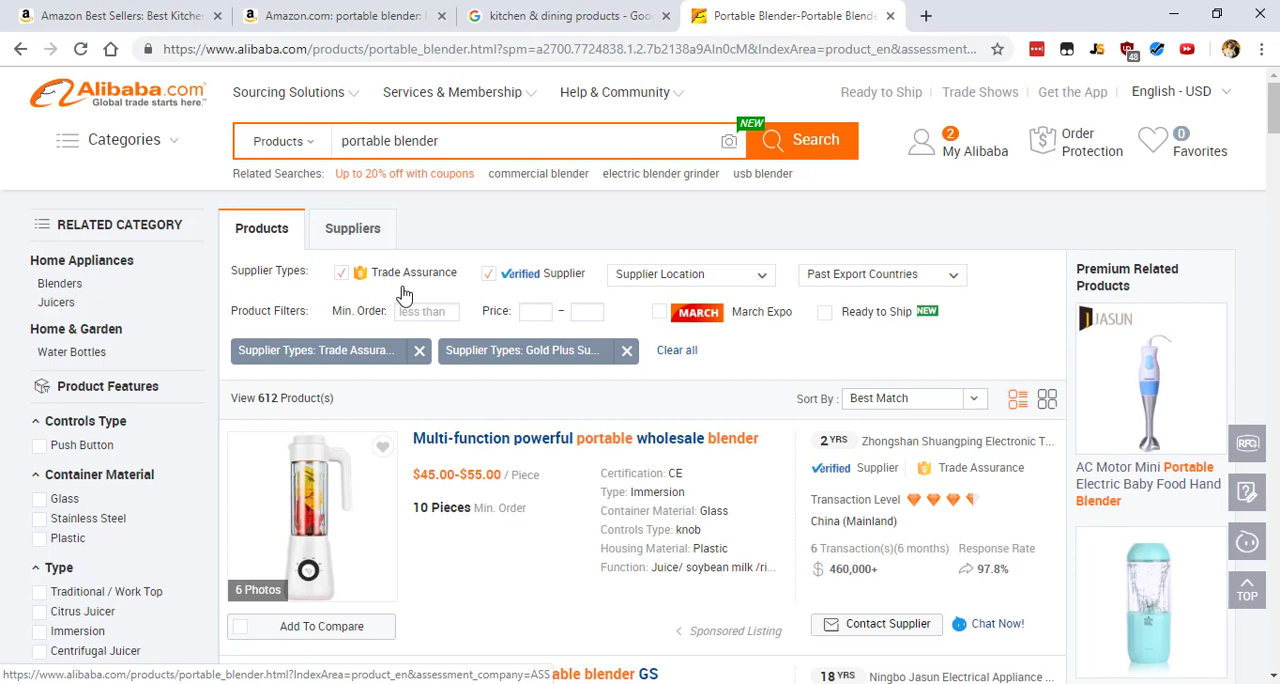 Amazon Best Sellers: Best Kitche
Amazon.com: portable blender:
kitchen & dining products - Goo
Portable Blender-Portable Blende
https://www.alibaba.com/products/portable_blender.html?spm=a2700.7724838.1.2.7b2138a9AIn0cM&IndexArea=product_en&assessment...
48
Alibaba.com
Global trade starts here.™
Sourcing Solutions
Services & Membership
Help & Community
Ready to Ship
Trade Shows
Get the App
English - USD
Categories
Products
portable blender
NEW
Search
2
My Alibaba
Order
Protection
0
Favorites
Related Searches:
Up to 20% off with coupons
commercial blender
electric blender grinder
usb blender
RELATED CATEGORY
Home Appliances
Blenders
Juicers
Home & Garden
Water Bottles
Product Features
Controls Type
Push Button
Container Material
Glass
Stainless Steel
Plastic
Type
Traditional / Work Top
Citrus Juicer
Immersion
Centrifugal Juicer
Products
Suppliers
Supplier Types:
Trade Assurance
Verified Supplier
Supplier Location
Past Export Countries
Product Filters:
Min. Order:
less than
Price:
–
MARCH
March Expo
Ready to Ship
NEW
Supplier Types: Trade Assura...
Supplier Types: Gold Plus Su...
Clear all
View 612 Product(s)
Sort By :
Best Match
6 Photos
Add To Compare
Multi-function powerful portable wholesale blender
$45.00-$55.00 / Piece
10 Pieces Min. Order
Certification: CE
Type: Immersion
Container Material: Glass
Controls Type: knob
Housing Material: Plastic
Function: Juice/ soybean milk /ri...
Sponsored Listing
2 YRS
Zhongshan Shuangping Electronic T...
Verified Supplier
Trade Assurance
Transaction Level
China (Mainland)
6 Transaction(s)(6 months)
Response Rate
$ 460,000+
97.8%
Contact Supplier
Chat Now!
able blender GS
18 YRS
Ningbo Jasun Electrical Appliance ...
Premium Related
Products
JASUN
AC Motor Mini Portable
Electric Baby Food Hand
Blender
RFQ
TOP
https://www.alibaba.com/products/portable_blender.html?IndexArea=product_en&assessment_company=ASS